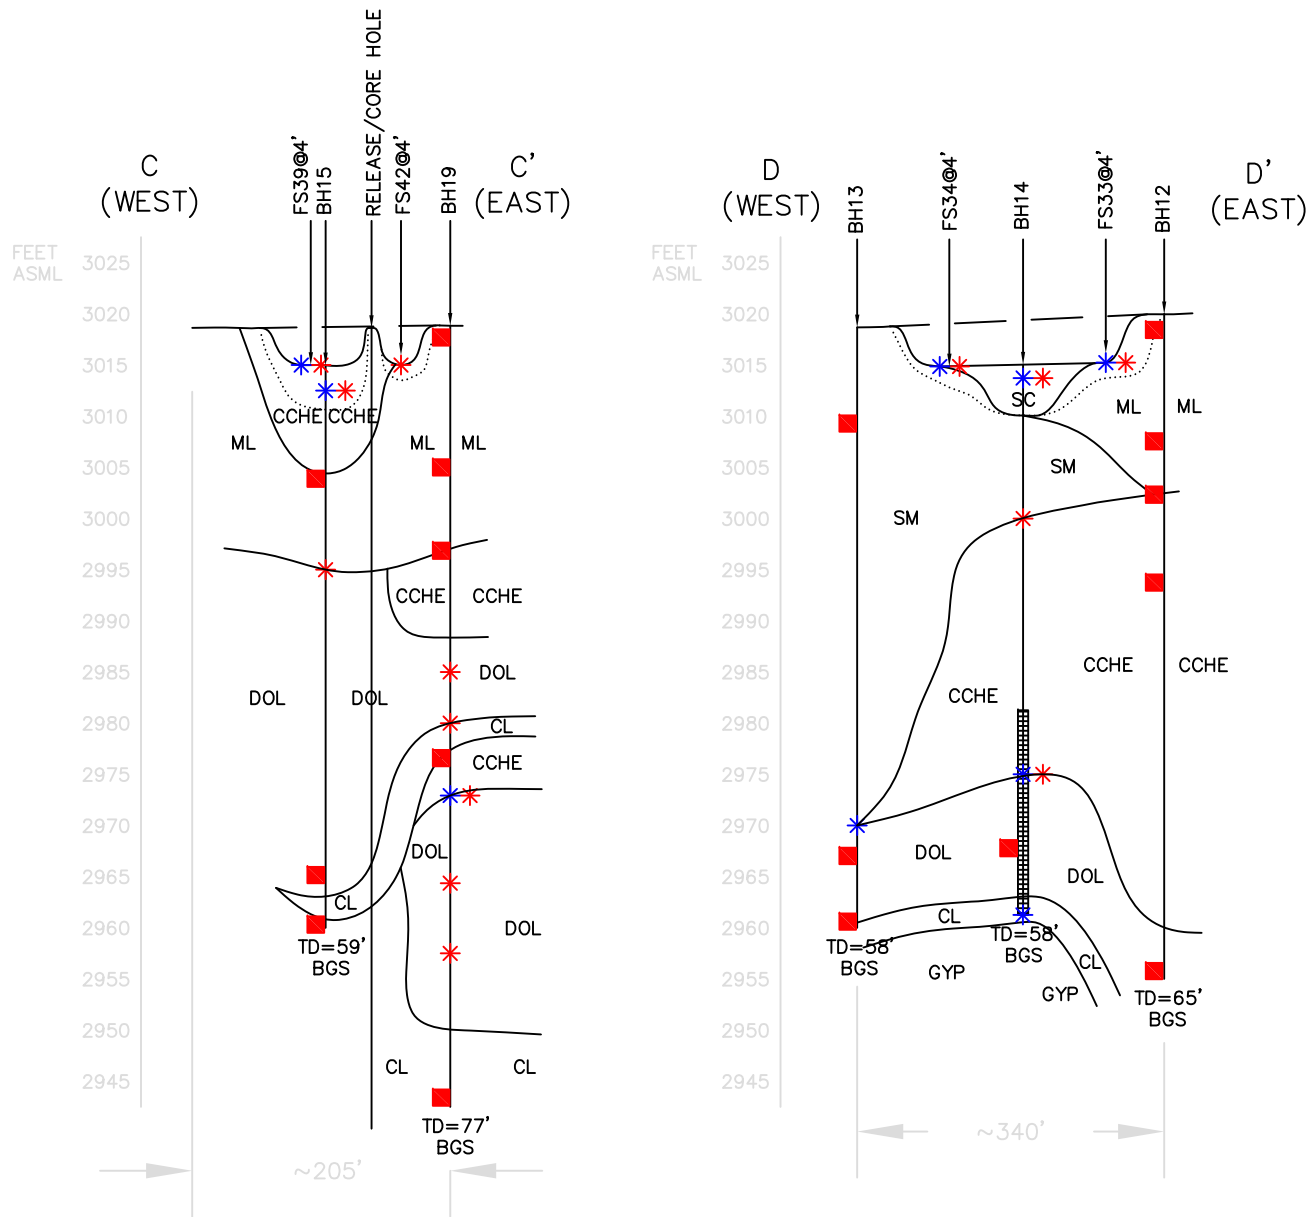 C
(WEST)
FS39@4'
BH15
RELEASE/CORE HOLE
FS42@4'
BH19
C'
(EAST)
FEET
ASML
3025
3020
3015
3010
3005
3000
2995
2990
2985
2980
2975
2970
2965
2960
2955
2950
2945
CCHE
CCHE
ML
ML
ML
CCHE
CCHE
DOL
DOL
DOL
CL
CCHE
DOL
CL
DOL
TD=59'
BGS
CL
CL
TD=77'
BGS
~205'
D
(WEST)
BH13
FS34@4'
BH14
FS33@4'
BH12
D'
(EAST)
FEET
ASML
3025
3020
3015
3010
3005
3000
2995
2990
2985
2980
2975
2970
2965
2960
2955
2950
2945
SC
ML
ML
SM
SM
CCHE
CCHE
CCHE
DOL
DOL
CL
TD=58'
BGS
TD=58'
BGS
CL
GYP
GYP
TD=65'
BGS
~340'